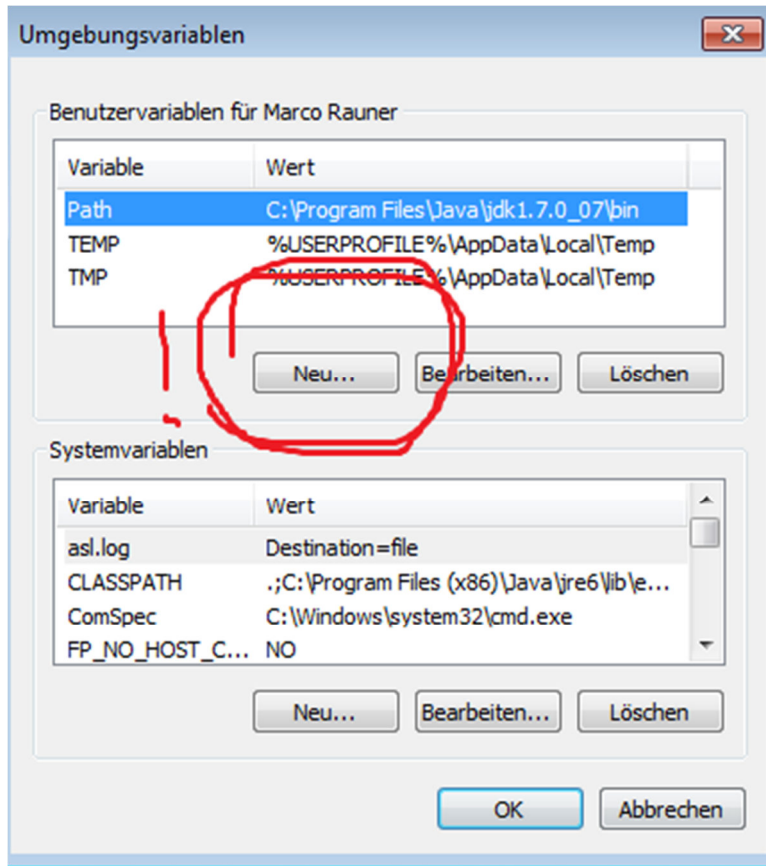 Umgebungsvariablen
Benutzervariablen für Marco Rauner
Variable Wert
Path C:\Program Files\Java\jdk1.7.0_07\bin
TEMP %USERPROFILE%\AppData\Local\Temp
TMP %USERPROFILE%\AppData\Local\Temp
Neu... Bearbeiten... Löschen
Systemvariablen
Variable Wert
asl.log Destination=file
CLASSPATH .;C:\Program Files (x86)\Java\jre6\lib\e...
ComSpec C:\Windows\system32\cmd.exe
FP_NO_HOST_C... NO
Neu... Bearbeiten... Löschen
OK Abbrechen